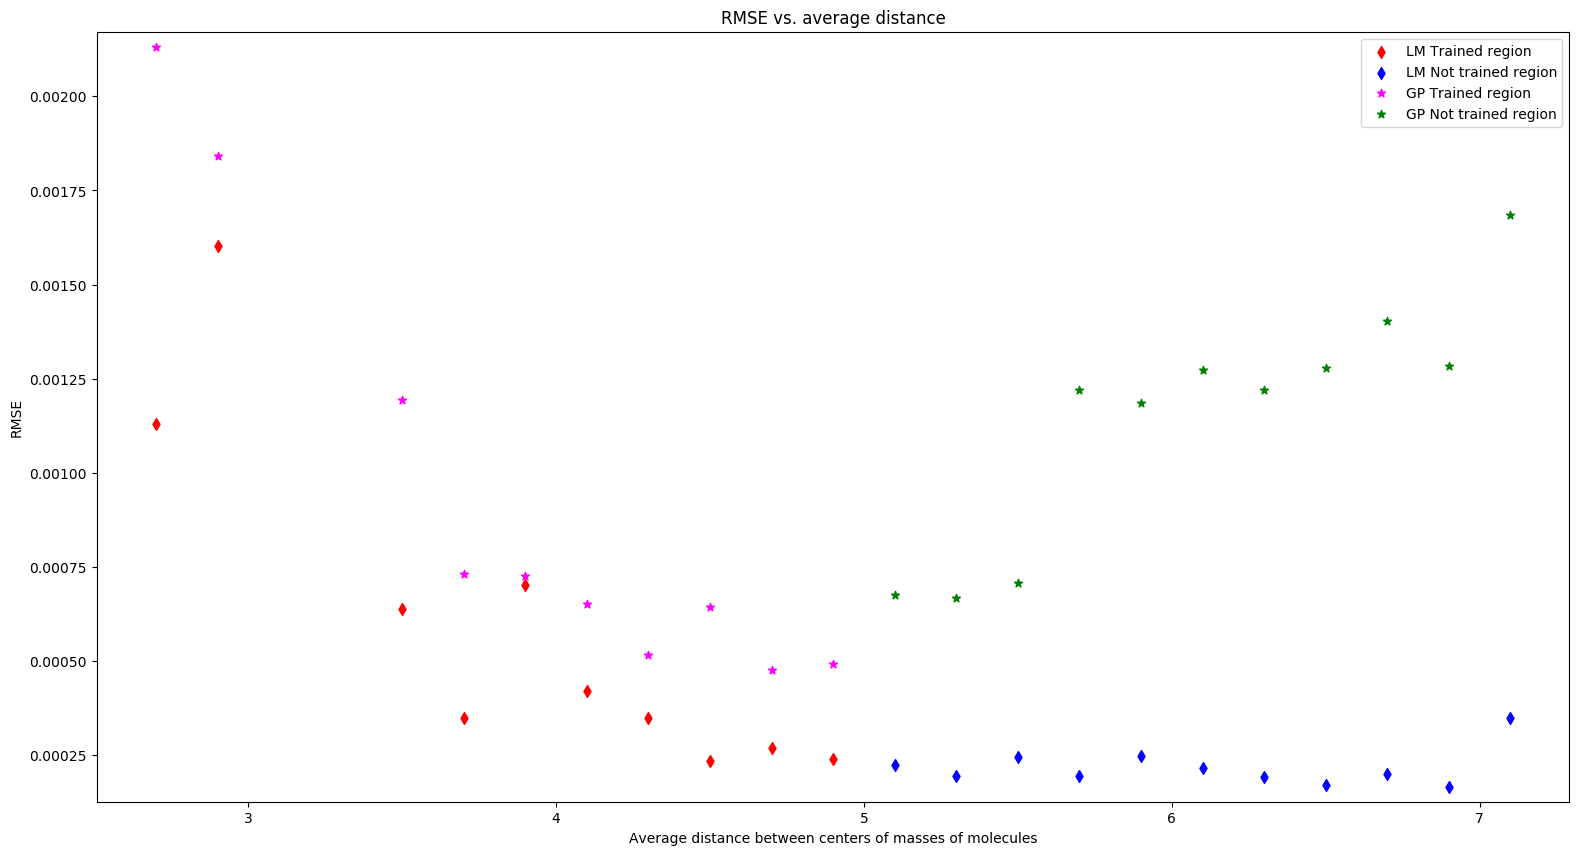 RMSE vs. average distance
LM Trained region
LM Not trained region
GP Trained region
GP Not trained region
0.00200
0.00175
0.00150
0.00125
0.00100
0.00075
0.00050
0.00025
RMSE
3 4 5 6 7
Average distance between centers of masses of molecules